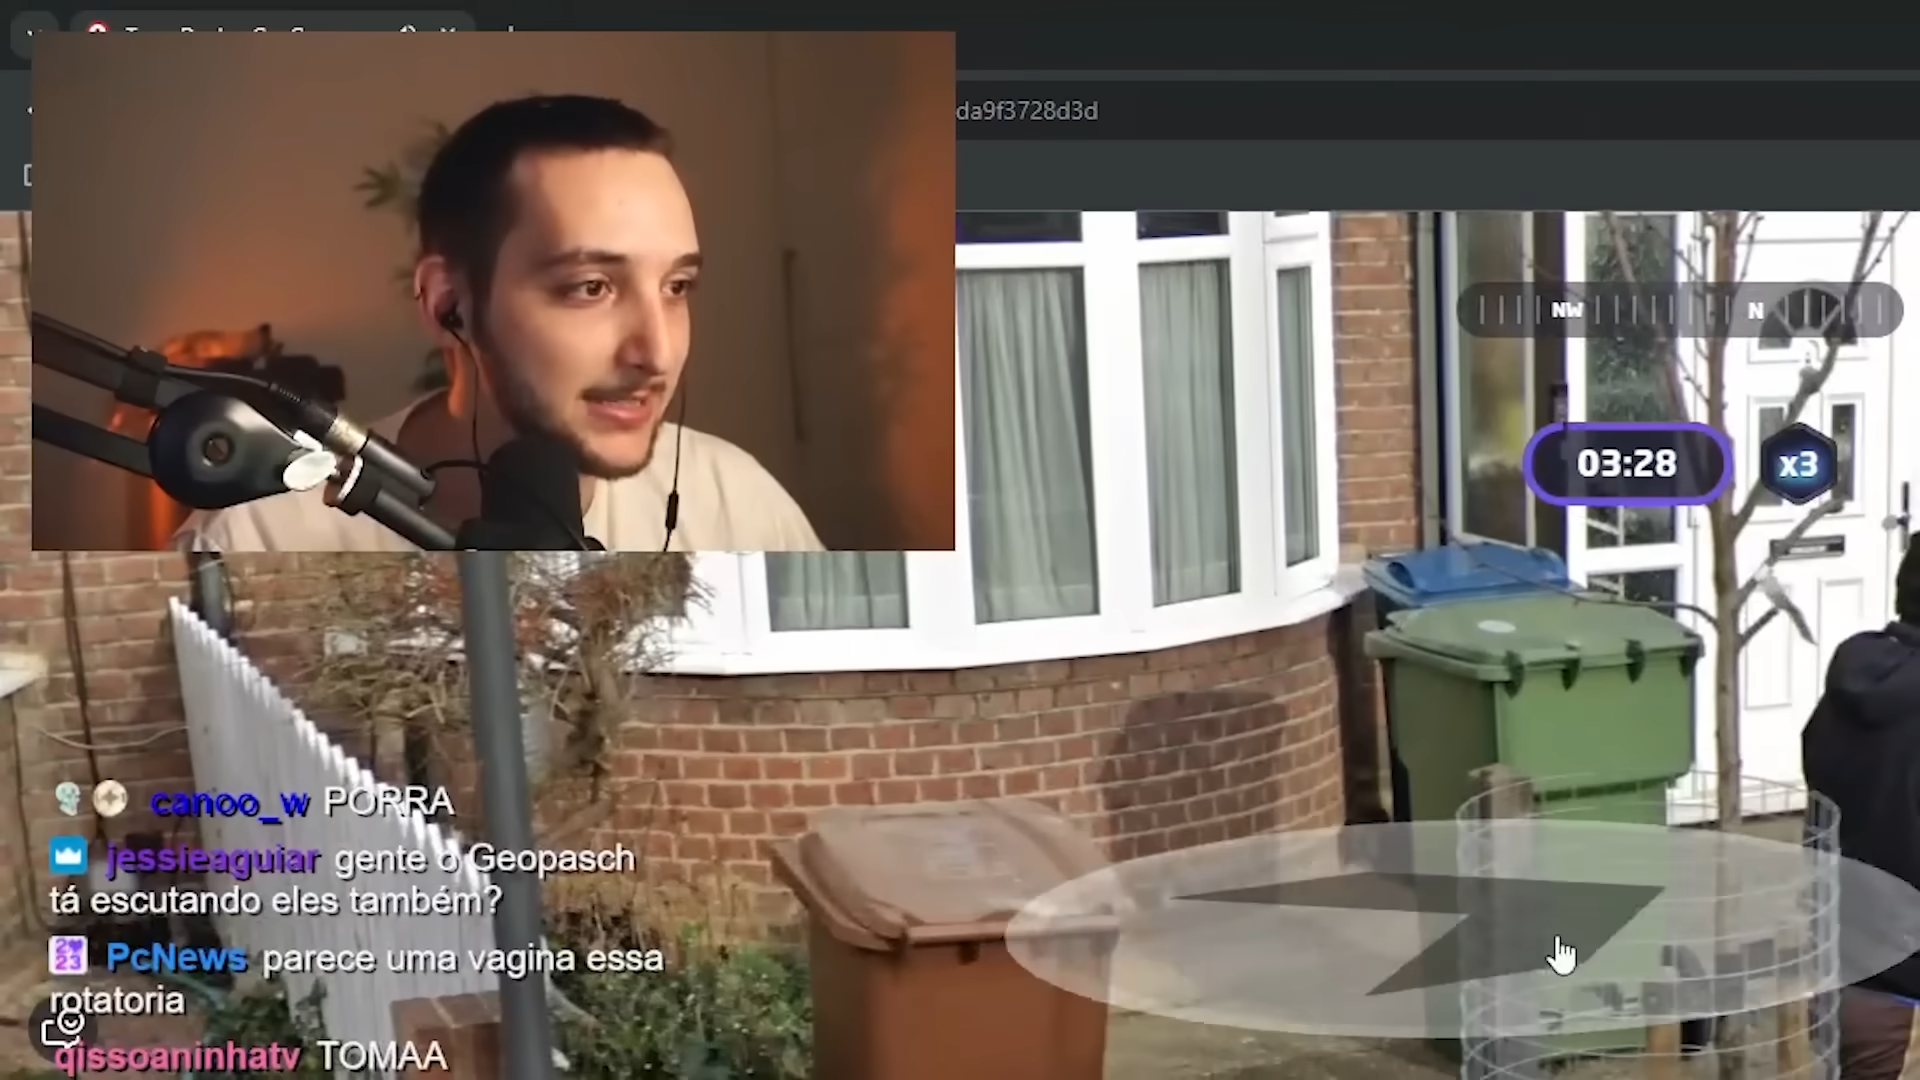 da9f3728d3d
NW N
03:28 x3
canoo_w PORRA
jessieaguiar gente o Geopasch
tá escutando eles também?
PcNews parece uma vagina essa
rotatoria
qissoaninhatv TOMAA